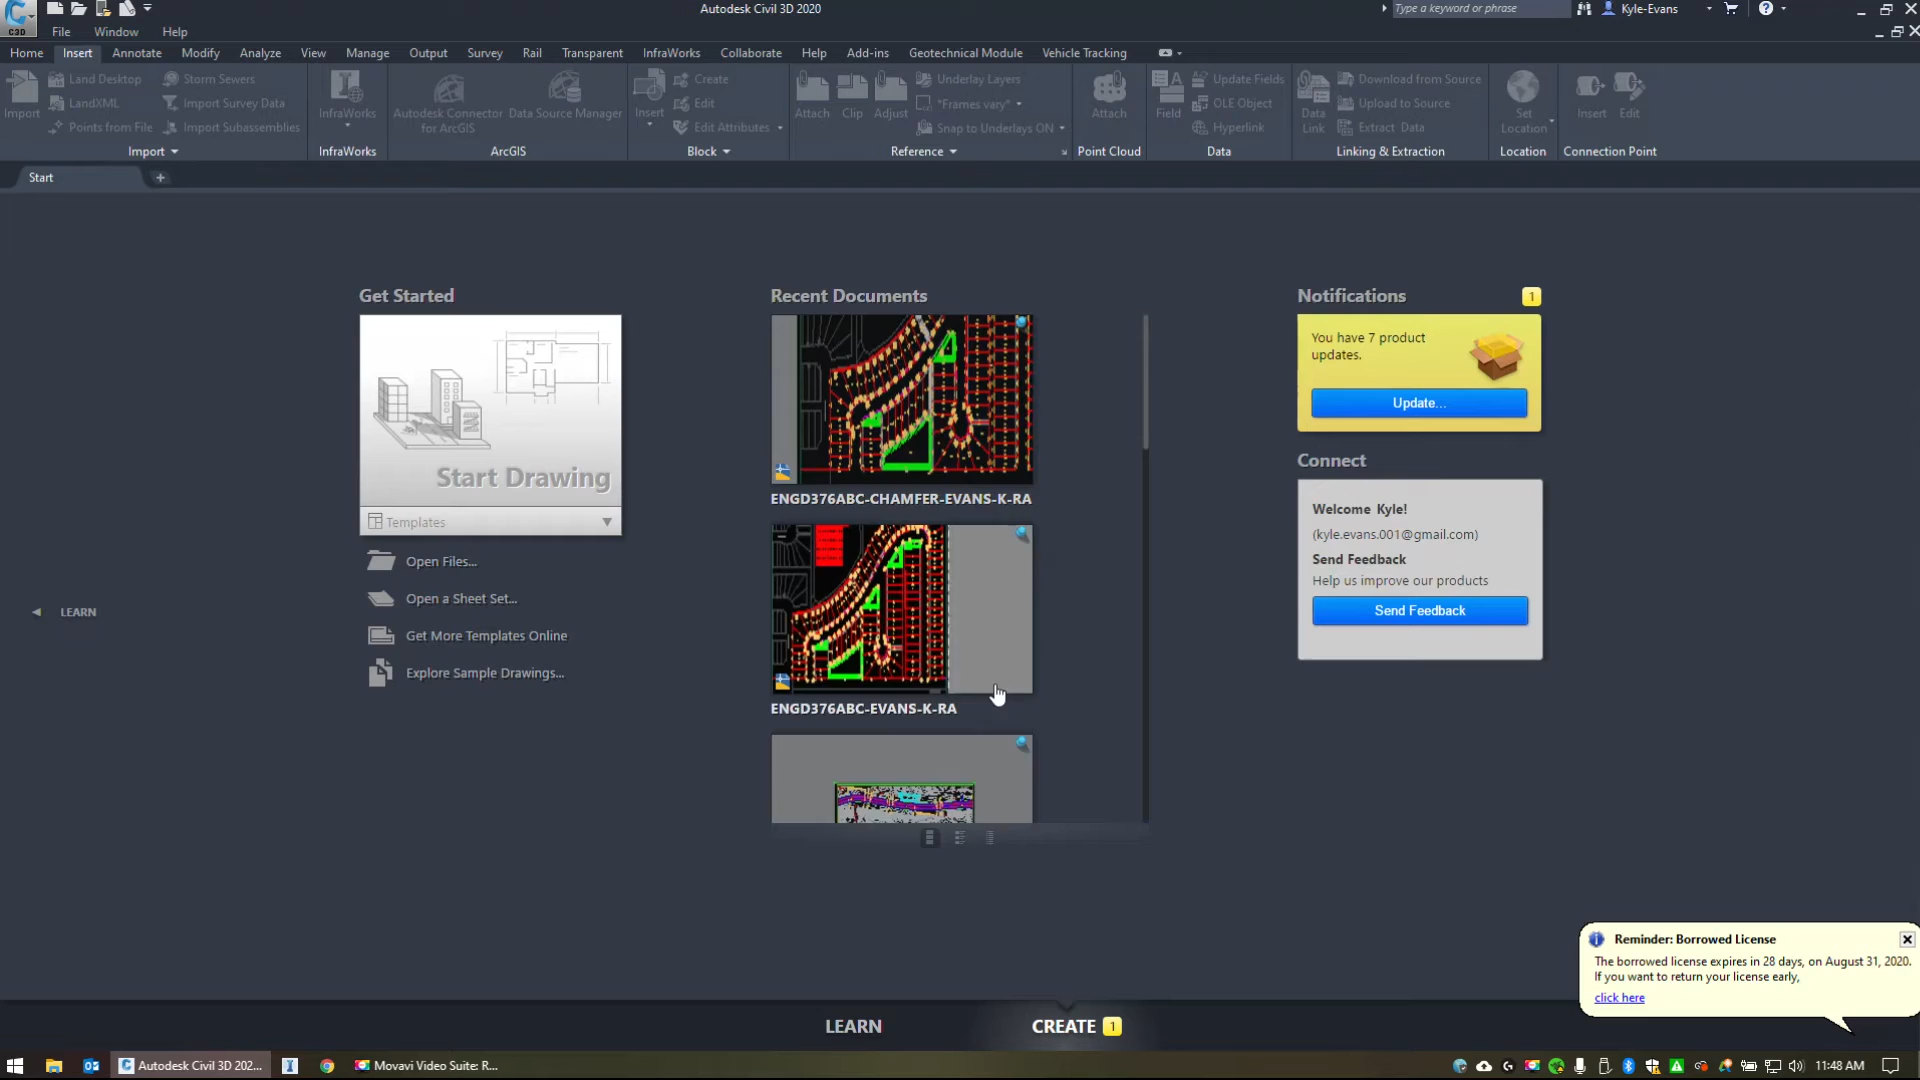 Autodesk Civil 3D 2020
Type a keyword or phrase
Kyle-Evans
C3D
File Window Help
Home Insert Annotate Modify Analyze View Manage Output Survey Rail Transparent InfraWorks Collaborate Help Add-ins Geotechnical Module Vehicle Tracking
Import
Land Desktop
LandXML
Points from File
Storm Sewers
Import Survey Data
Import Subassemblies
Import
InfraWorks
InfraWorks
Autodesk Connector
for ArcGIS
Data Source Manager
ArcGIS
Insert
Create
Edit
Edit Attributes
Block
Attach
Clip
Adjust
Underlay Layers
*Frames vary*
Snap to Underlays ON
Reference
Attach
Point Cloud
Field
Update Fields
OLE Object
Hyperlink
Data
Data
Link
Download from Source
Upload to Source
Extract Data
Linking & Extraction
Set
Location
Location
Insert
Edit
Connection Point
Start
Get Started
Start Drawing
Templates
Open Files...
Open a Sheet Set...
Get More Templates Online
Explore Sample Drawings...
LEARN
Recent Documents
ENGD376ABC-CHAMFER-EVANS-K-RA
ENGD376ABC-EVANS-K-RA
Notifications 1
You have 7 product
updates.
Update...
Connect
Welcome Kyle!
(kyle.evans.001@gmail.com)
Send Feedback
Help us improve our products
Send Feedback
Reminder: Borrowed License
The borrowed license expires in 28 days, on August 31, 2020.
If you want to return your license early,
click here
LEARN
CREATE 1
Autodesk Civil 3D 202...
Movavi Video Suite: R...
11:48 AM